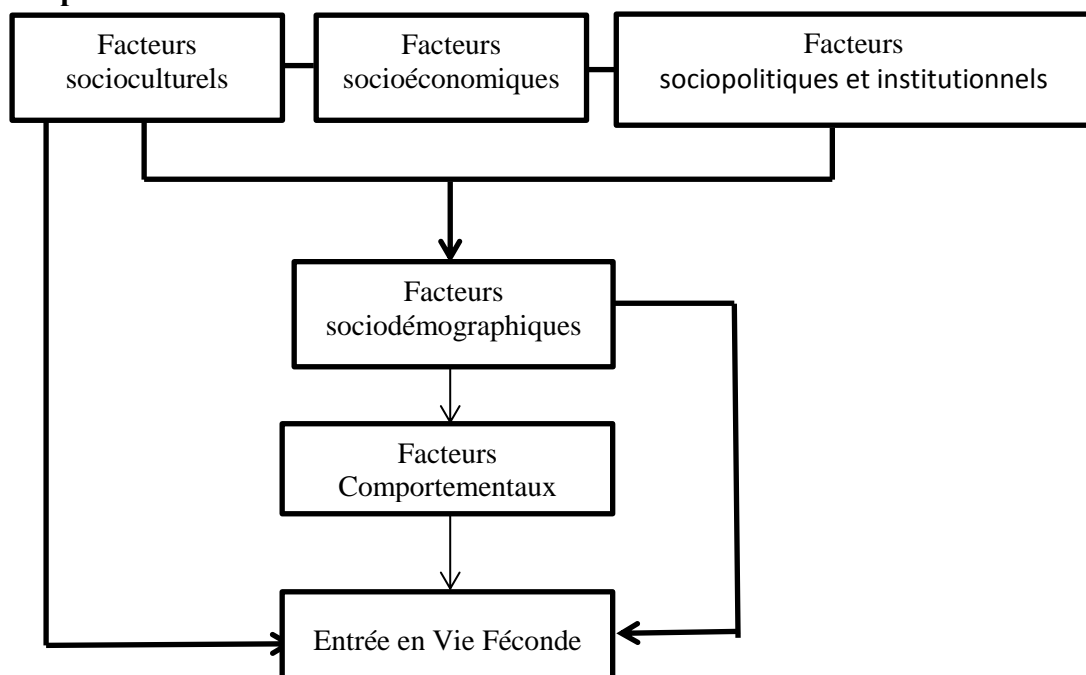 Facteurs
socioculturels
Facteurs
socioéconomiques
Facteurs
sociopolitiques et institutionnels
Facteurs
sociodémographiques
Facteurs
Comportementaux
Entrée en Vie Féconde